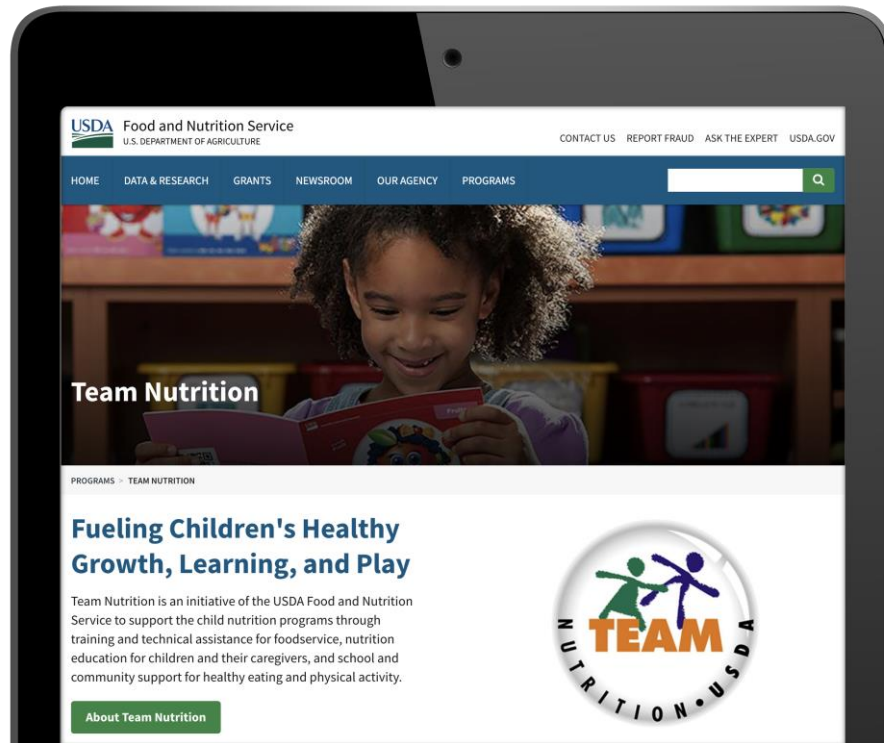 USDA Food and Nutrition Service
U.S. DEPARTMENT OF AGRICULTURE
CONTACT US REPORT FRAUD ASK THE EXPERT USDA.GOV
HOME DATA & RESEARCH GRANTS NEWSROOM OUR AGENCY PROGRAMS
Team Nutrition
PROGRAMS > TEAM NUTRITION
Fueling Children's Healthy
Growth, Learning, and Play
Team Nutrition is an initiative of the USDA Food and Nutrition
Service to support the child nutrition programs through
training and technical assistance for foodservice, nutrition
education for children and their caregivers, and school and
community support for healthy eating and physical activity.
About Team Nutrition
TEAM
NUTRITION • USDA